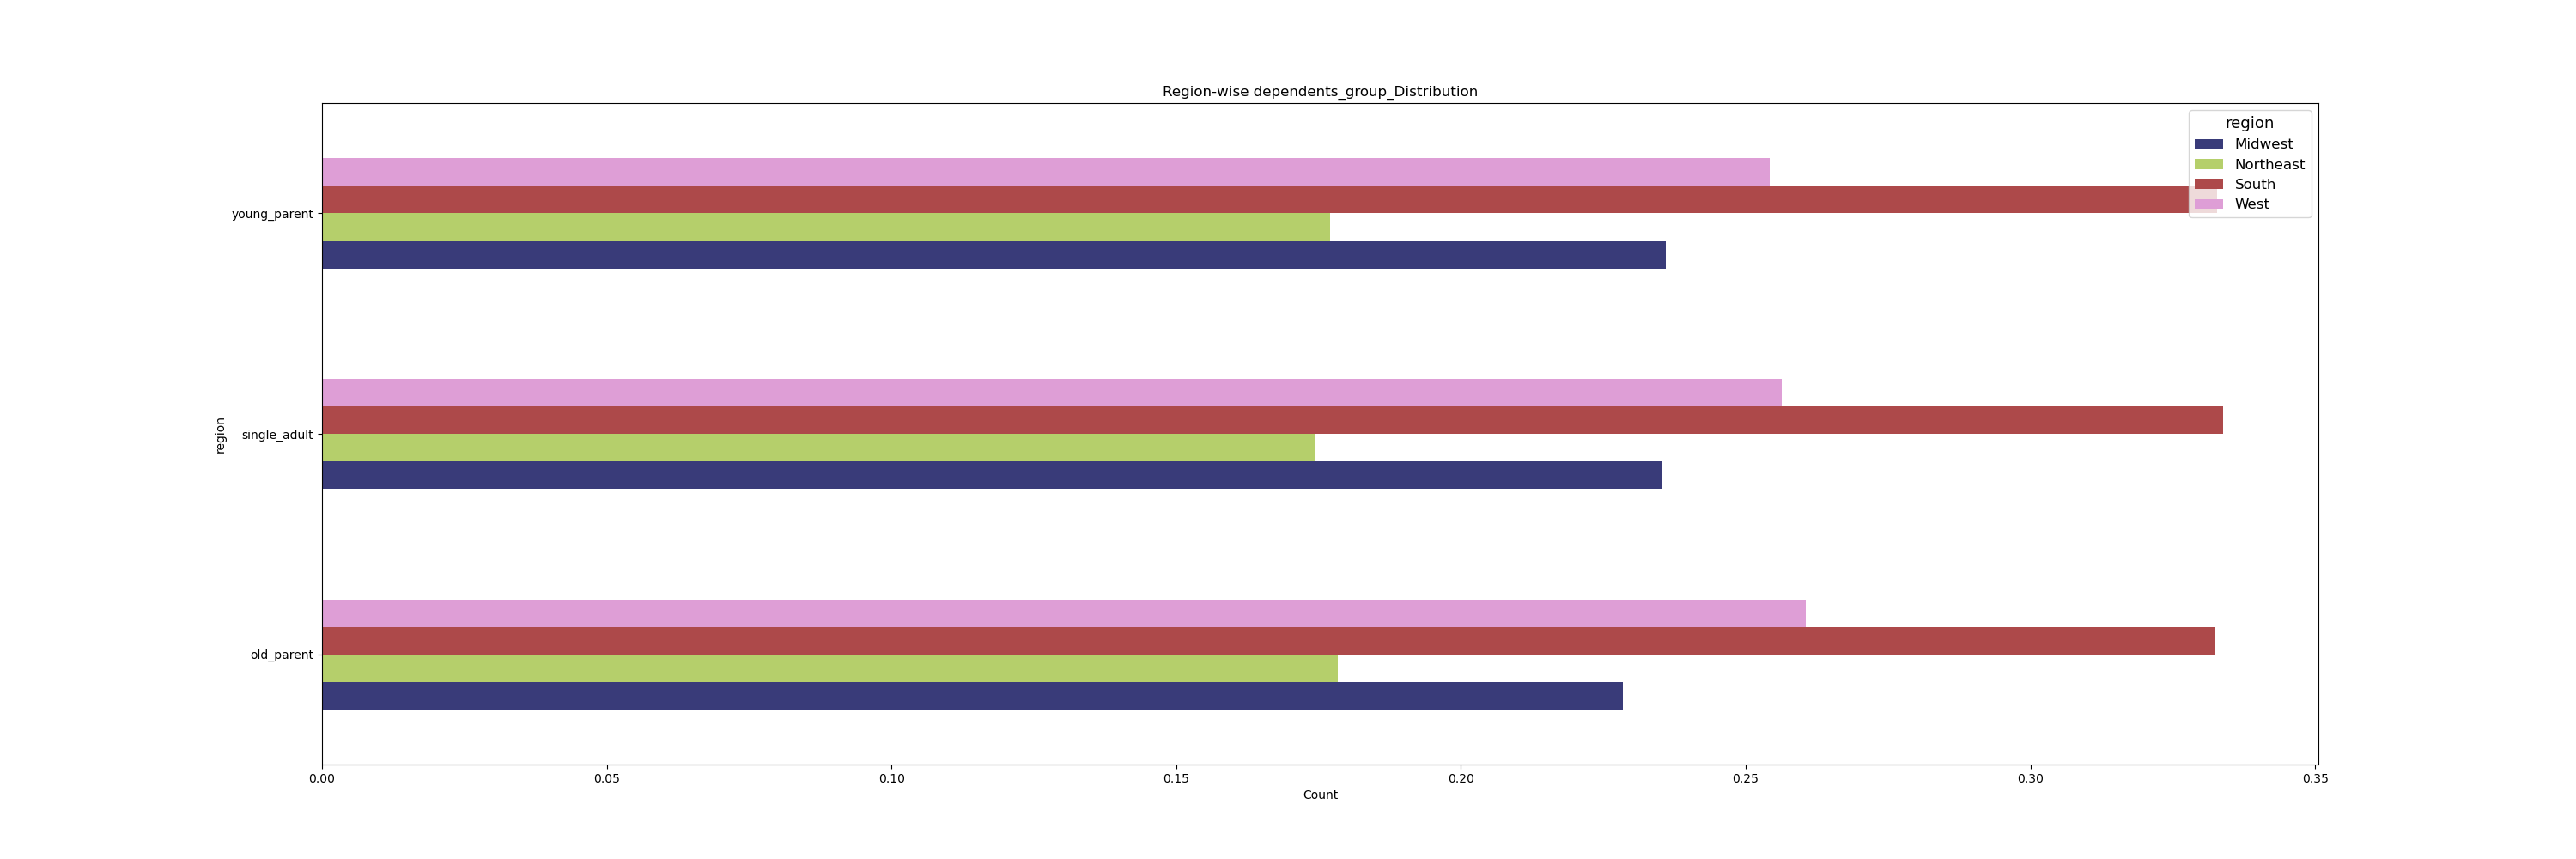 Region-wise dependents_group_Distribution
region
Midwest
Northeast
South
West
young_parent
single_adult
old_parent
region
0.00 0.05 0.10 0.15 0.20 0.25 0.30 0.35
Count